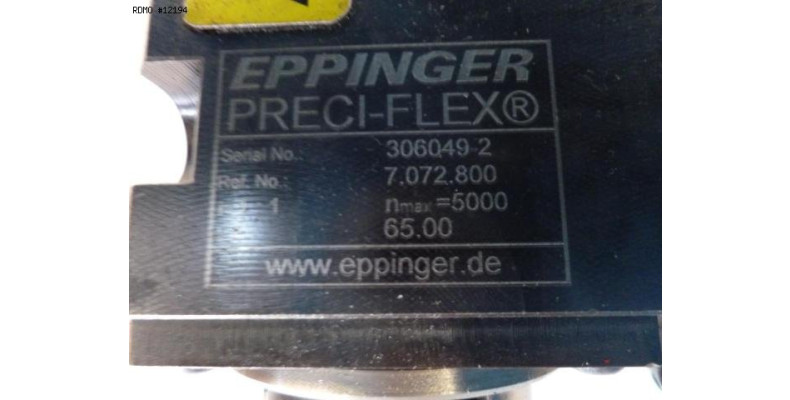 RDMO #12194
EPPINGER
PRECI-FLEX®
Serial No.: 306049-2
Ref. No.: 7.072.800
1 nmax=5000
65.00
www.eppinger.de